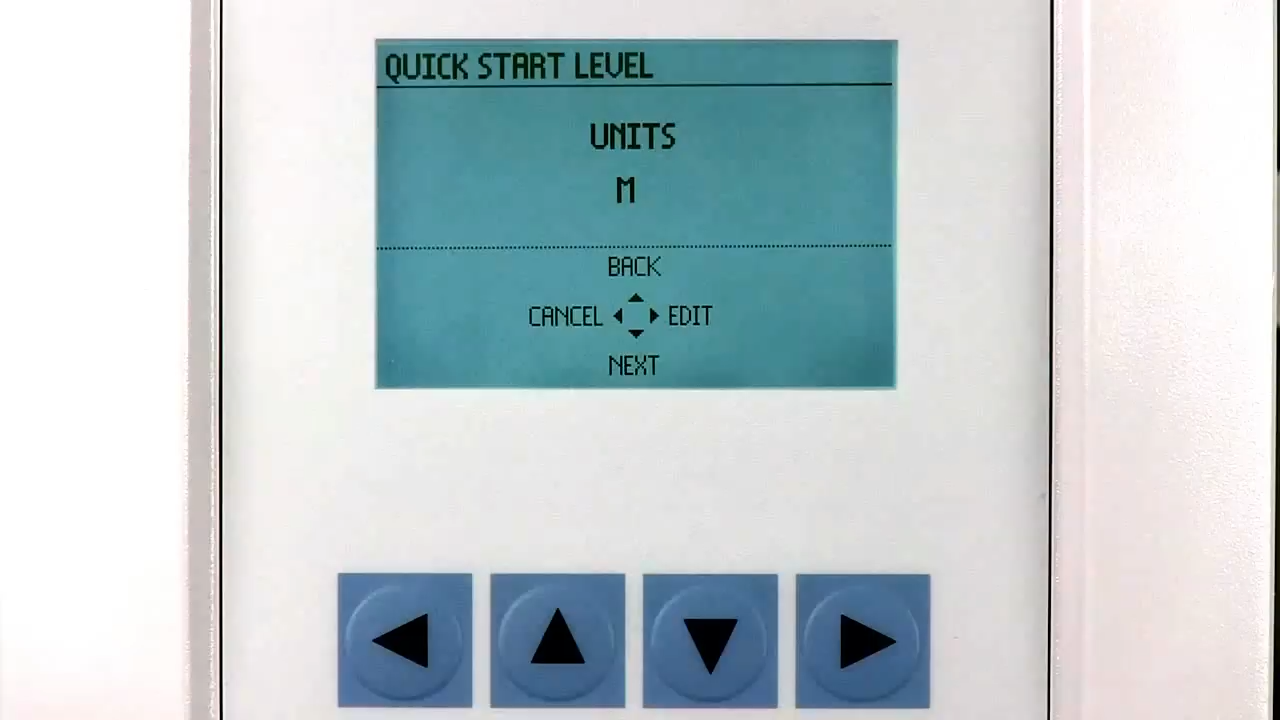 QUICK START LEVEL
UNITS
M
BACK
CANCEL EDIT
NEXT